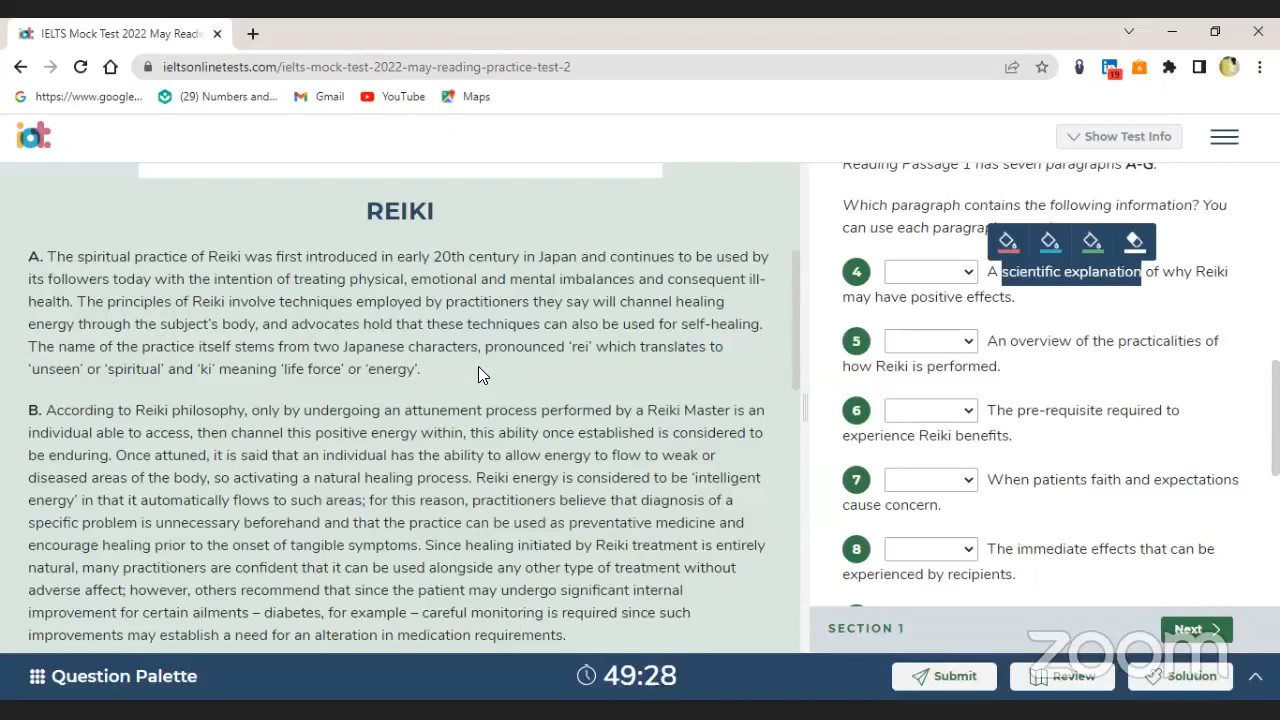 IELTS Mock Test 2022 May Readi
ieltsonlinetests.com/ielts-mock-test-2022-may-reading-practice-test-2
19
https://www.google... (29) Numbers and... Gmail YouTube Maps
iot
Show Test Info
REIKI
A. The spiritual practice of Reiki was first introduced in early 20th century in Japan and continues to be used by
its followers today with the intention of treating physical, emotional and mental imbalances and consequent ill-
health. The principles of Reiki involve techniques employed by practitioners they say will channel healing
energy through the subject's body, and advocates hold that these techniques can also be used for self-healing.
The name of the practice itself stems from two Japanese characters, pronounced ‘rei’ which translates to
‘unseen’ or ‘spiritual’ and ‘ki’ meaning ‘life force’ or ‘energy’.
B. According to Reiki philosophy, only by undergoing an attunement process performed by a Reiki Master is an
individual able to access, then channel this positive energy within, this ability once established is considered to
be enduring. Once attuned, it is said that an individual has the ability to allow energy to flow to weak or
diseased areas of the body, so activating a natural healing process. Reiki energy is considered to be ‘intelligent
energy’ in that it automatically flows to such areas; for this reason, practitioners believe that diagnosis of a
specific problem is unnecessary beforehand and that the practice can be used as preventative medicine and
encourage healing prior to the onset of tangible symptoms. Since healing initiated by Reiki treatment is entirely
natural, many practitioners are confident that it can be used alongside any other type of treatment without
adverse affect; however, others recommend that since the patient may undergo significant internal
improvement for certain ailments – diabetes, for example – careful monitoring is required since such
improvements may establish a need for an alteration in medication requirements.
Reading Passage 1 has seven paragraphs A-G.
Which paragraph contains the following information? You
can use each paragraph
4 A scientific explanation of why Reiki
may have positive effects.
5 An overview of the practicalities of
how Reiki is performed.
6 The pre-requisite required to
experience Reiki benefits.
7 When patients faith and expectations
cause concern.
8 The immediate effects that can be
experienced by recipients.
SECTION 1
Next
zoom
Question Palette
49:28
Submit
Review
Solution